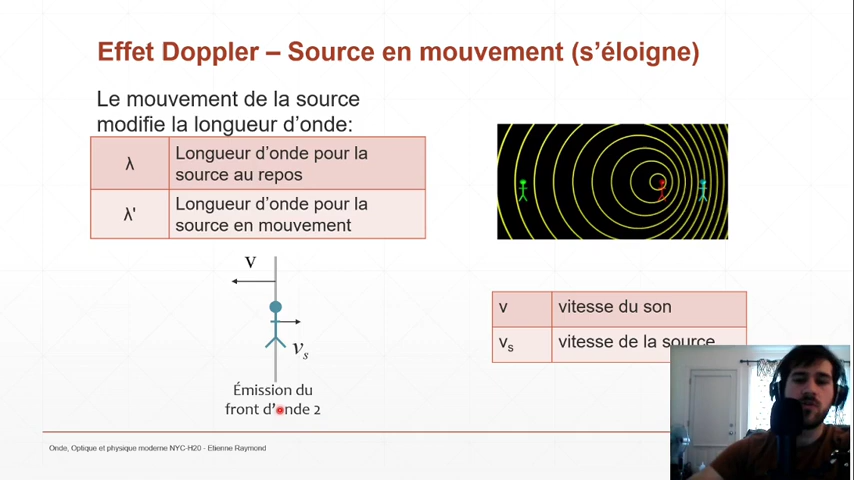 Effet Doppler – Source en mouvement (s’éloigne)
Le mouvement de la source
modifie la longueur d’onde:
λ
Longueur d’onde pour la
source au repos
λ'
Longueur d’onde pour la
source en mouvement
v
vs
Émission du
front d’onde 2
v
vitesse du son
vs
vitesse de la source
Onde, Optique et physique moderne NYC-H20 - Etienne Raymond